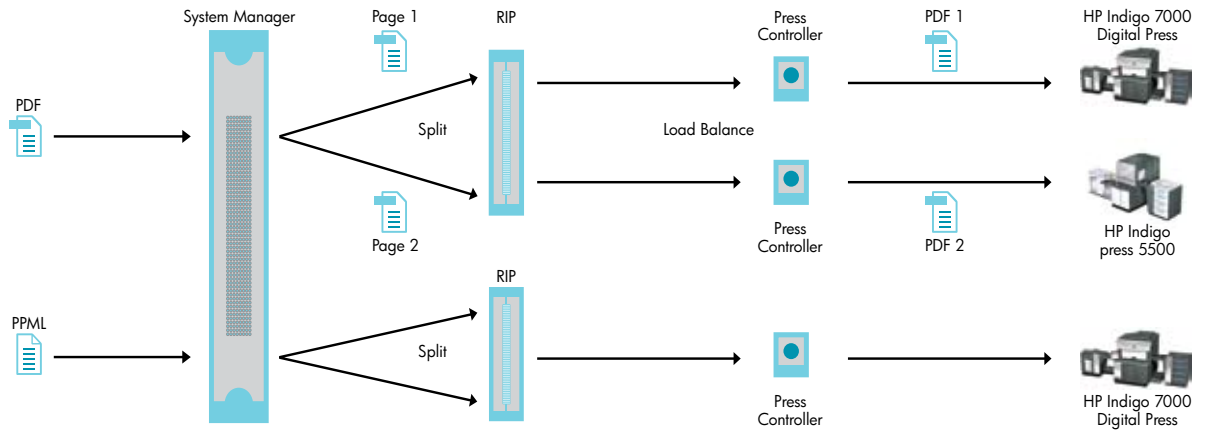 System Manager
Page 1
RIP
Press
Controller
PDF 1
HP Indigo 7000
Digital Press
PDF
Split
Load Balance
Page 2
Press
Controller
PDF 2
HP Indigo
press 5500
RIP
PPML
Split
Press
Controller
HP Indigo 7000
Digital Press